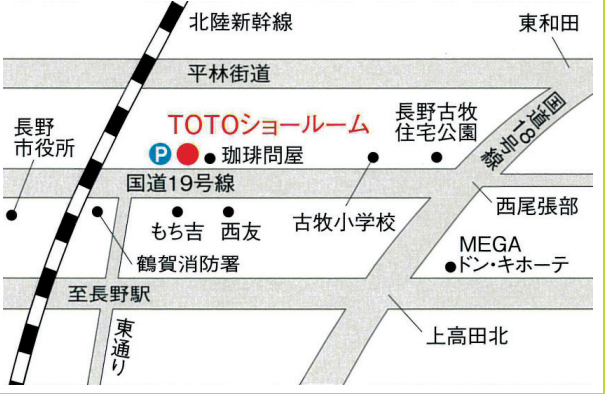 北陸新幹線
東和田
平林街道
国道18号線
長野古牧
住宅公園
TOTOショールーム
長野
市役所
P
珈琲問屋
国道19号線
西尾張部
古牧小学校
もち吉
西友
鶴賀消防署
MEGA
ドン・キホーテ
至長野駅
東通り
上高田北